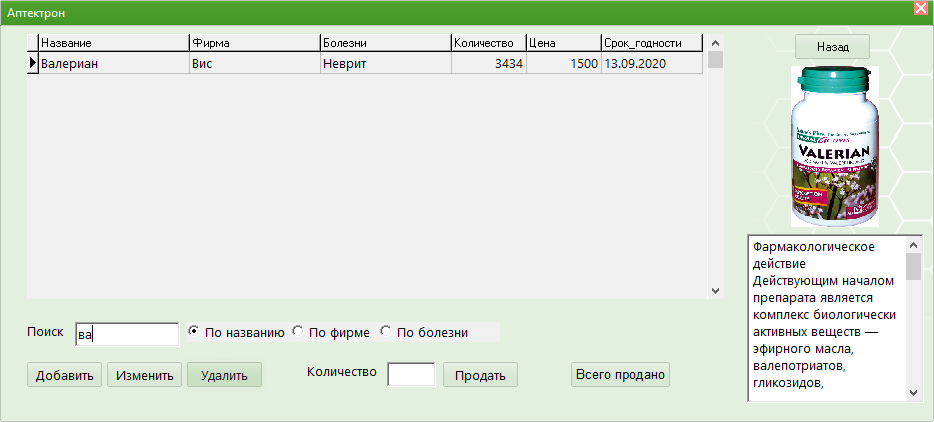 Аптектрон
Название Фирма Болезни Количество Цена Срок_годности
Валериан Вис Неврит 3434 1500 13.09.2020
Назад
VALERIAN
Фармакологическое
действие
Действующим началом
препарата является
комплекс биологически
активных веществ —
эфирного масла,
валепотриатов,
гликозидов,
Поиск ва По названию По фирме По болезни
Добавить Изменить Удалить Количество Продать Всего продано